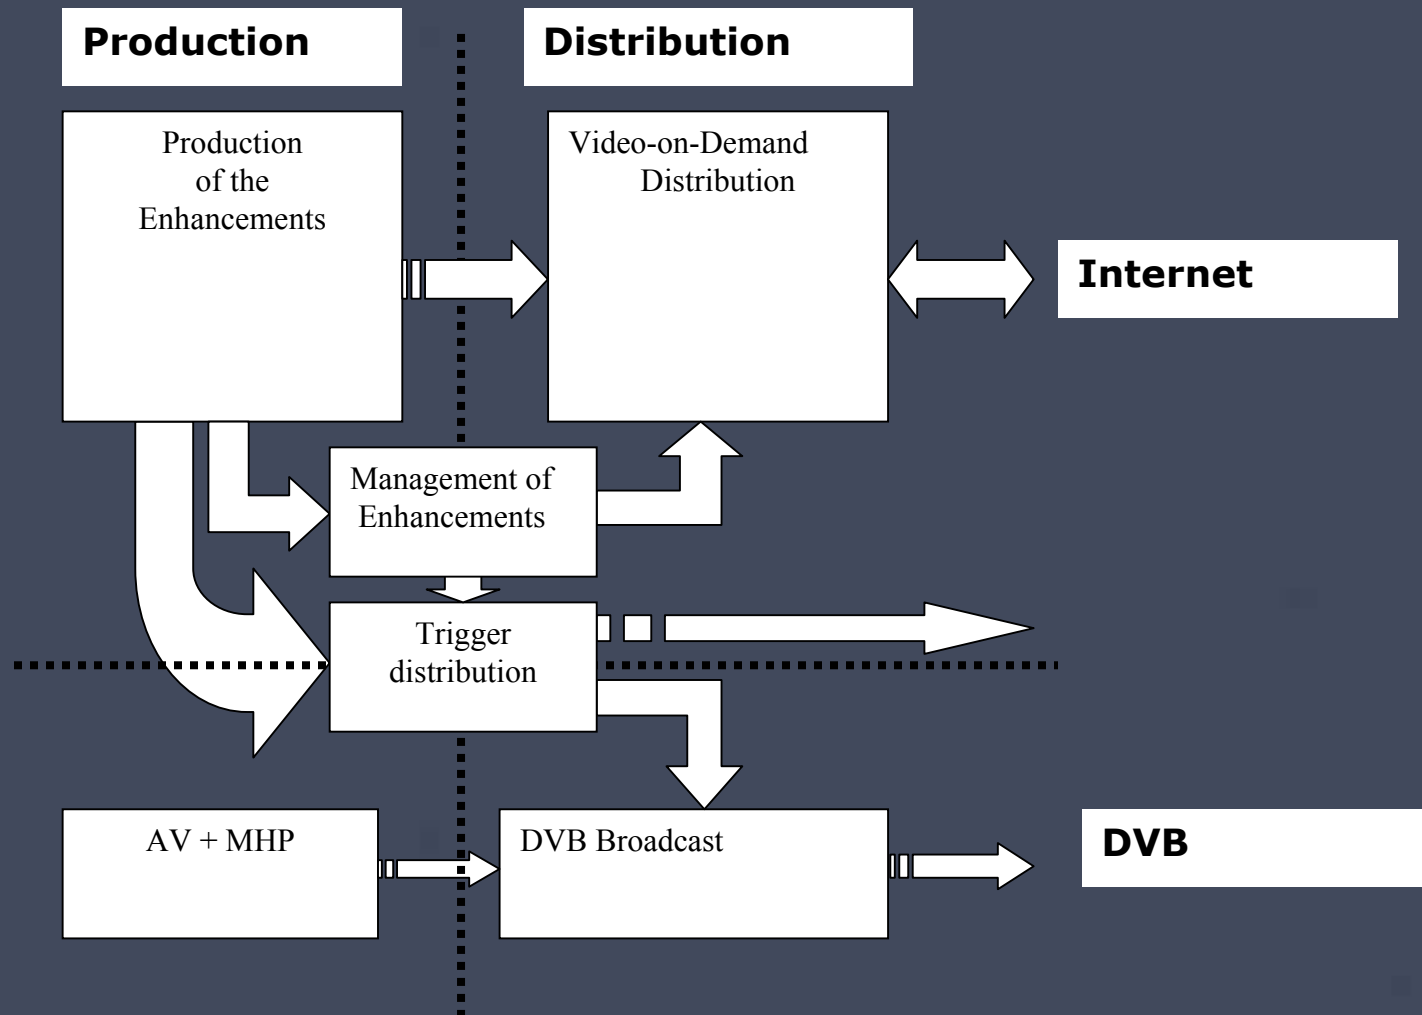 Production
Distribution
Production
of the
Enhancements
Video-on-Demand
Distribution
Internet
Management of
Enhancements
Trigger
distribution
AV + MHP
DVB Broadcast
DVB